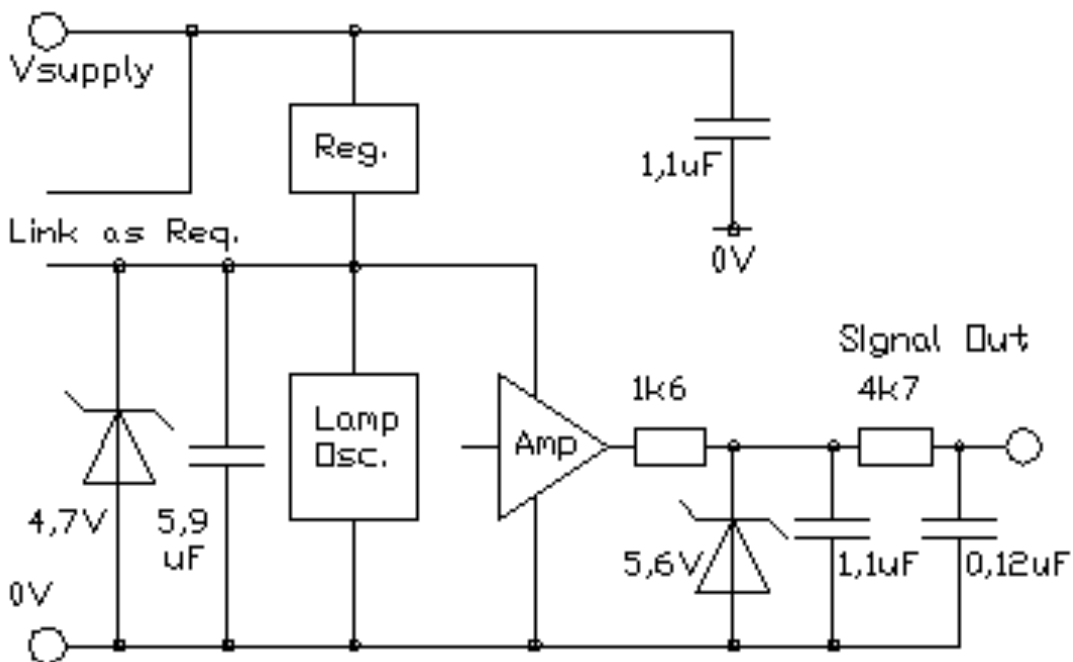 Vsupply
Reg.
1,1uF
Link as Req.
0V
SIgnal Out
1k6
4k7
Lamp
Osc.
Amp
4,7V
5,9
uF
5,6V
1,1uF
0,12uF
0V